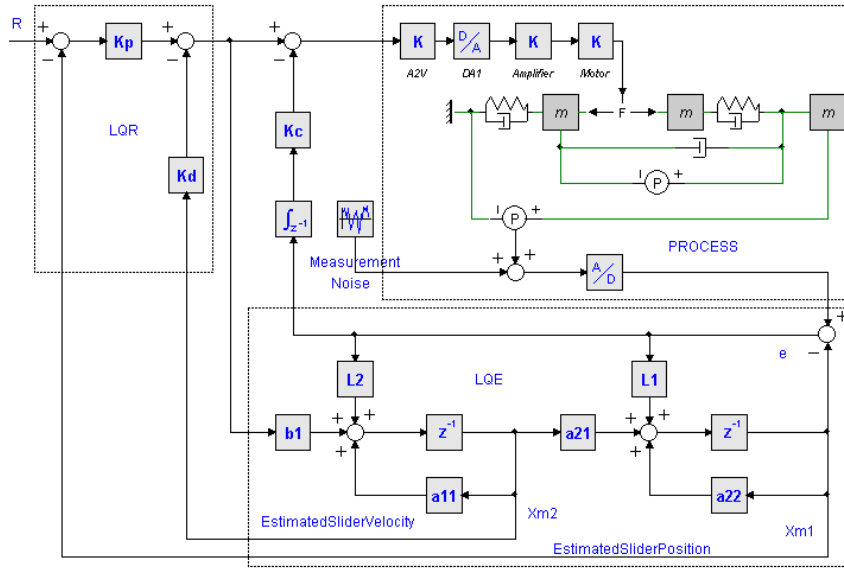 R
Kp
K
D/A
K
K
A2V
DA1
Amplifier
Motor
m
F
m
m
LQR
Kc
Kd
P
P
∫z⁻¹
PROCESS
Measurement
Noise
A/D
e
L2
LQE
L1
b1
z⁻¹
a21
z⁻¹
a11
a22
Xm2
EstimatedSliderVelocity
Xm1
EstimatedSliderPosition